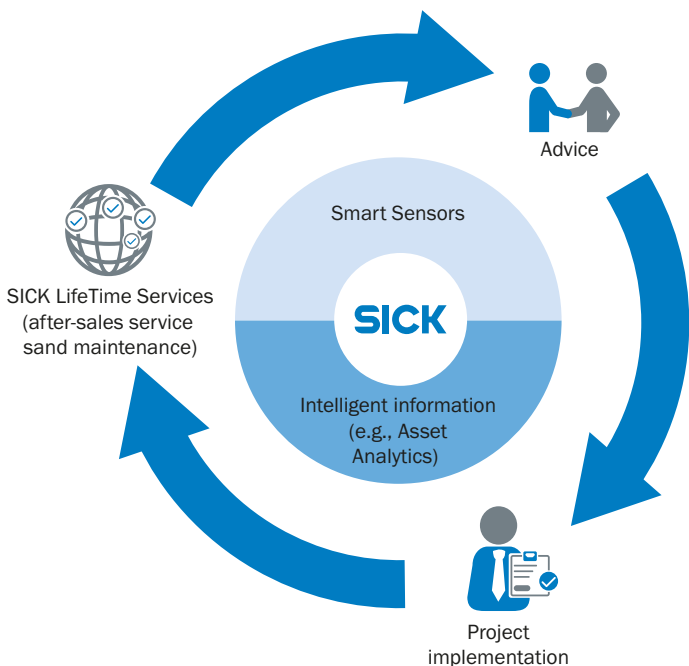 Advice
Smart Sensors
SICK LifeTime Services
(after-sales service
sand maintenance)
SICK
Intelligent information
(e.g., Asset
Analytics)
Project
implementation